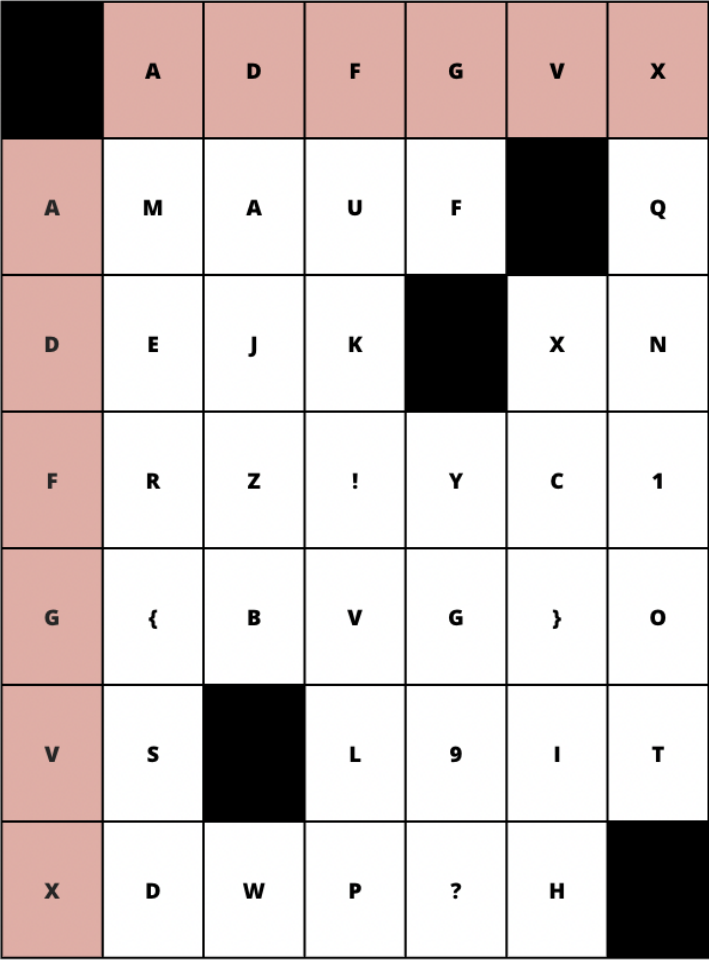 A D F G V X
A M A U F Q
D E J K X N
F R Z ! Y C 1
G { B V G } O
V S L 9 I T
X D W P ? H